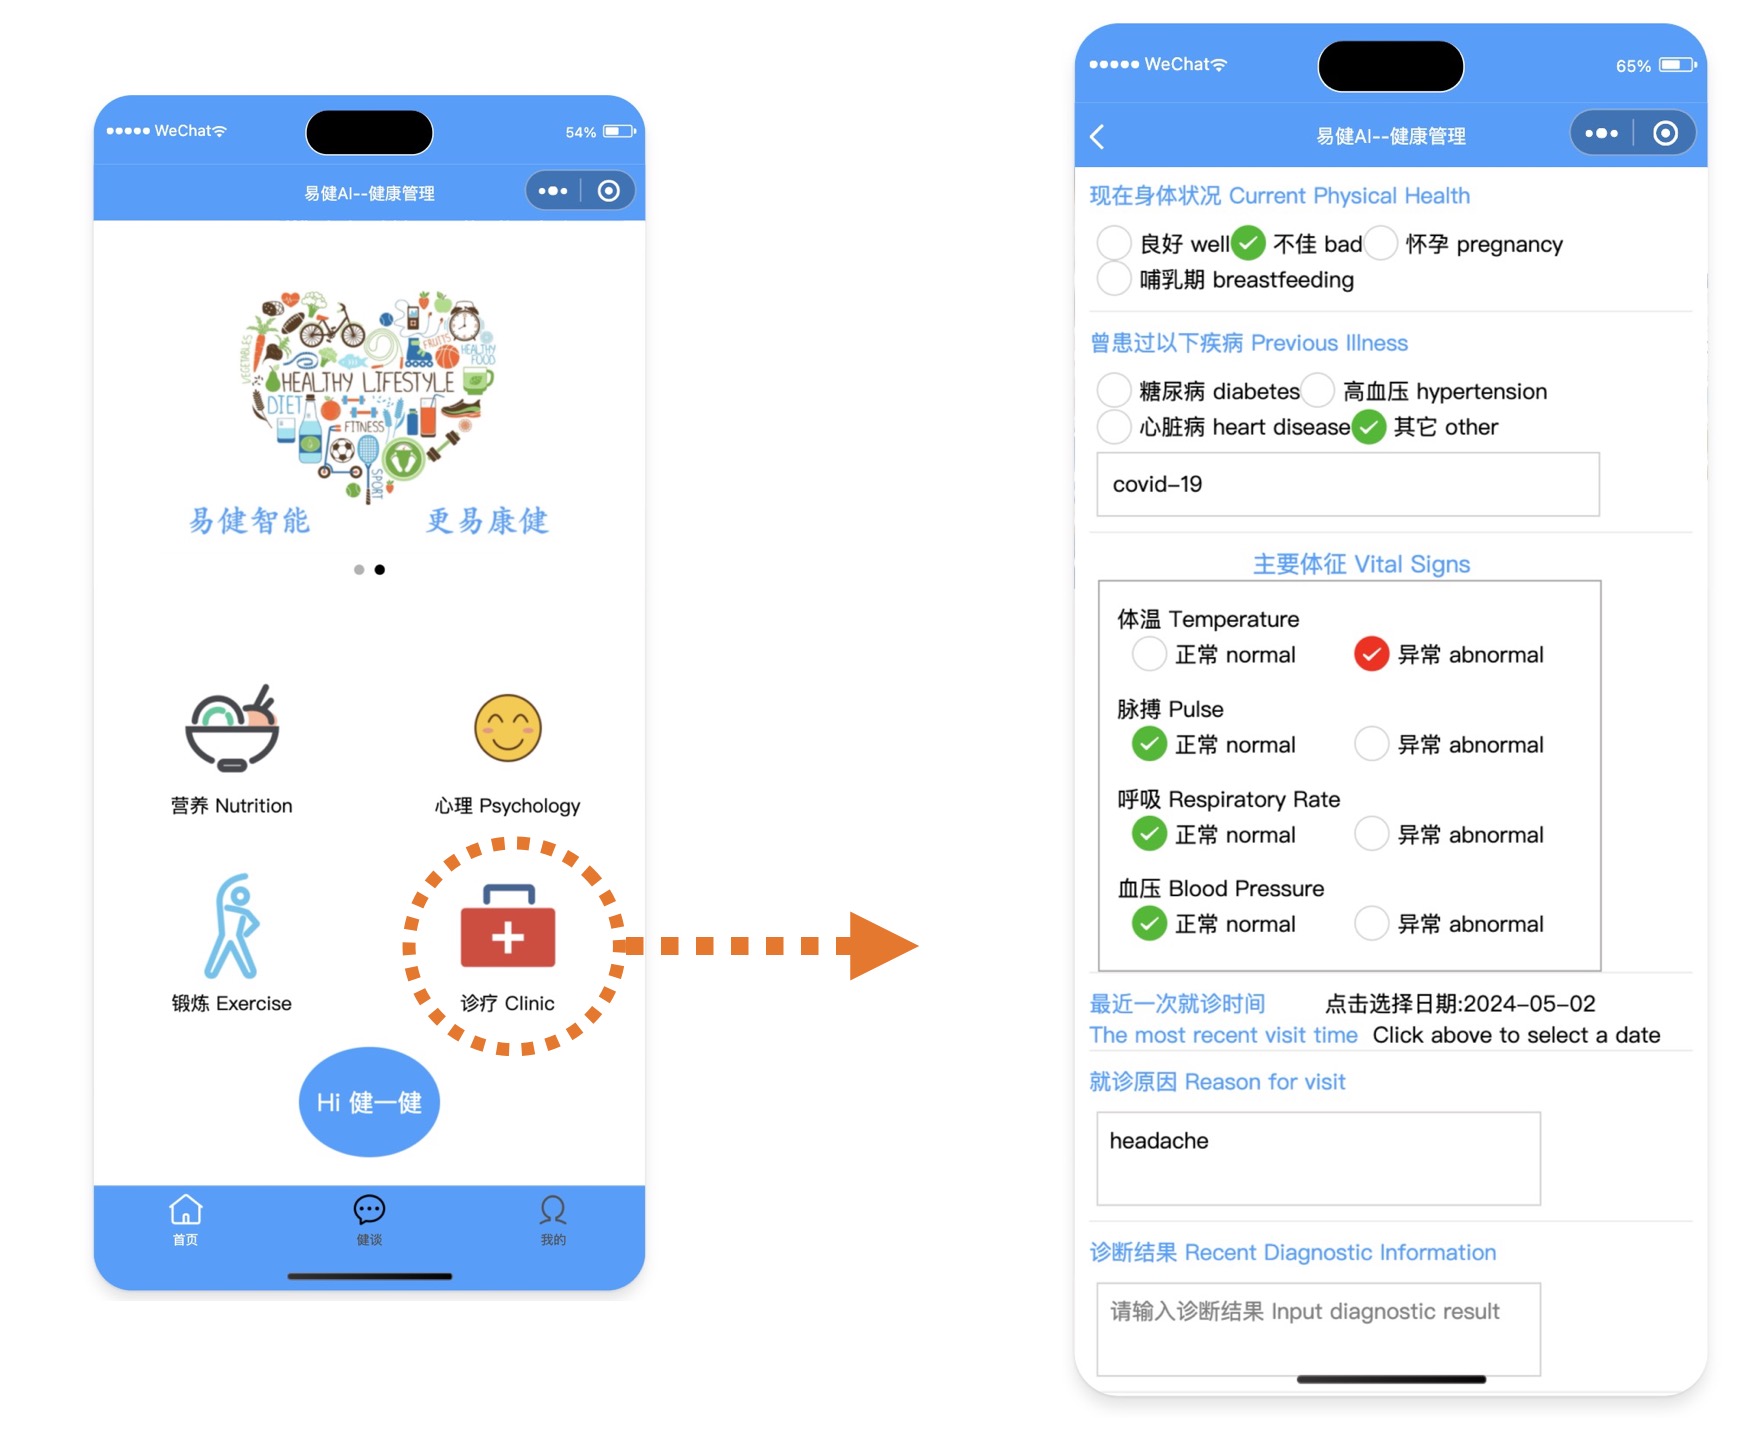 WeChat
54%
易健AI--健康管理
VEGETABLES
FRUITS
HEALTHY FOOD
HEALTHY LIFESTYLE
DIET
FITNESS
SPORT
易健智能 更易康健
营养 Nutrition
心理 Psychology
锻炼 Exercise
诊疗 Clinic
Hi 健一健
首页
健谈
我的
WeChat
65%
易健AI--健康管理
现在身体状况 Current Physical Health
良好 well 不佳 bad 怀孕 pregnancy
哺乳期 breastfeeding
曾患过以下疾病 Previous Illness
糖尿病 diabetes 高血压 hypertension
心脏病 heart disease 其它 other
covid-19
主要体征 Vital Signs
体温 Temperature
正常 normal 异常 abnormal
脉搏 Pulse
正常 normal 异常 abnormal
呼吸 Respiratory Rate
正常 normal 异常 abnormal
血压 Blood Pressure
正常 normal 异常 abnormal
最近一次就诊时间 点击选择日期:2024-05-02
The most recent visit time Click above to select a date
就诊原因 Reason for visit
headache
诊断结果 Recent Diagnostic Information
请输入诊断结果 Input diagnostic result